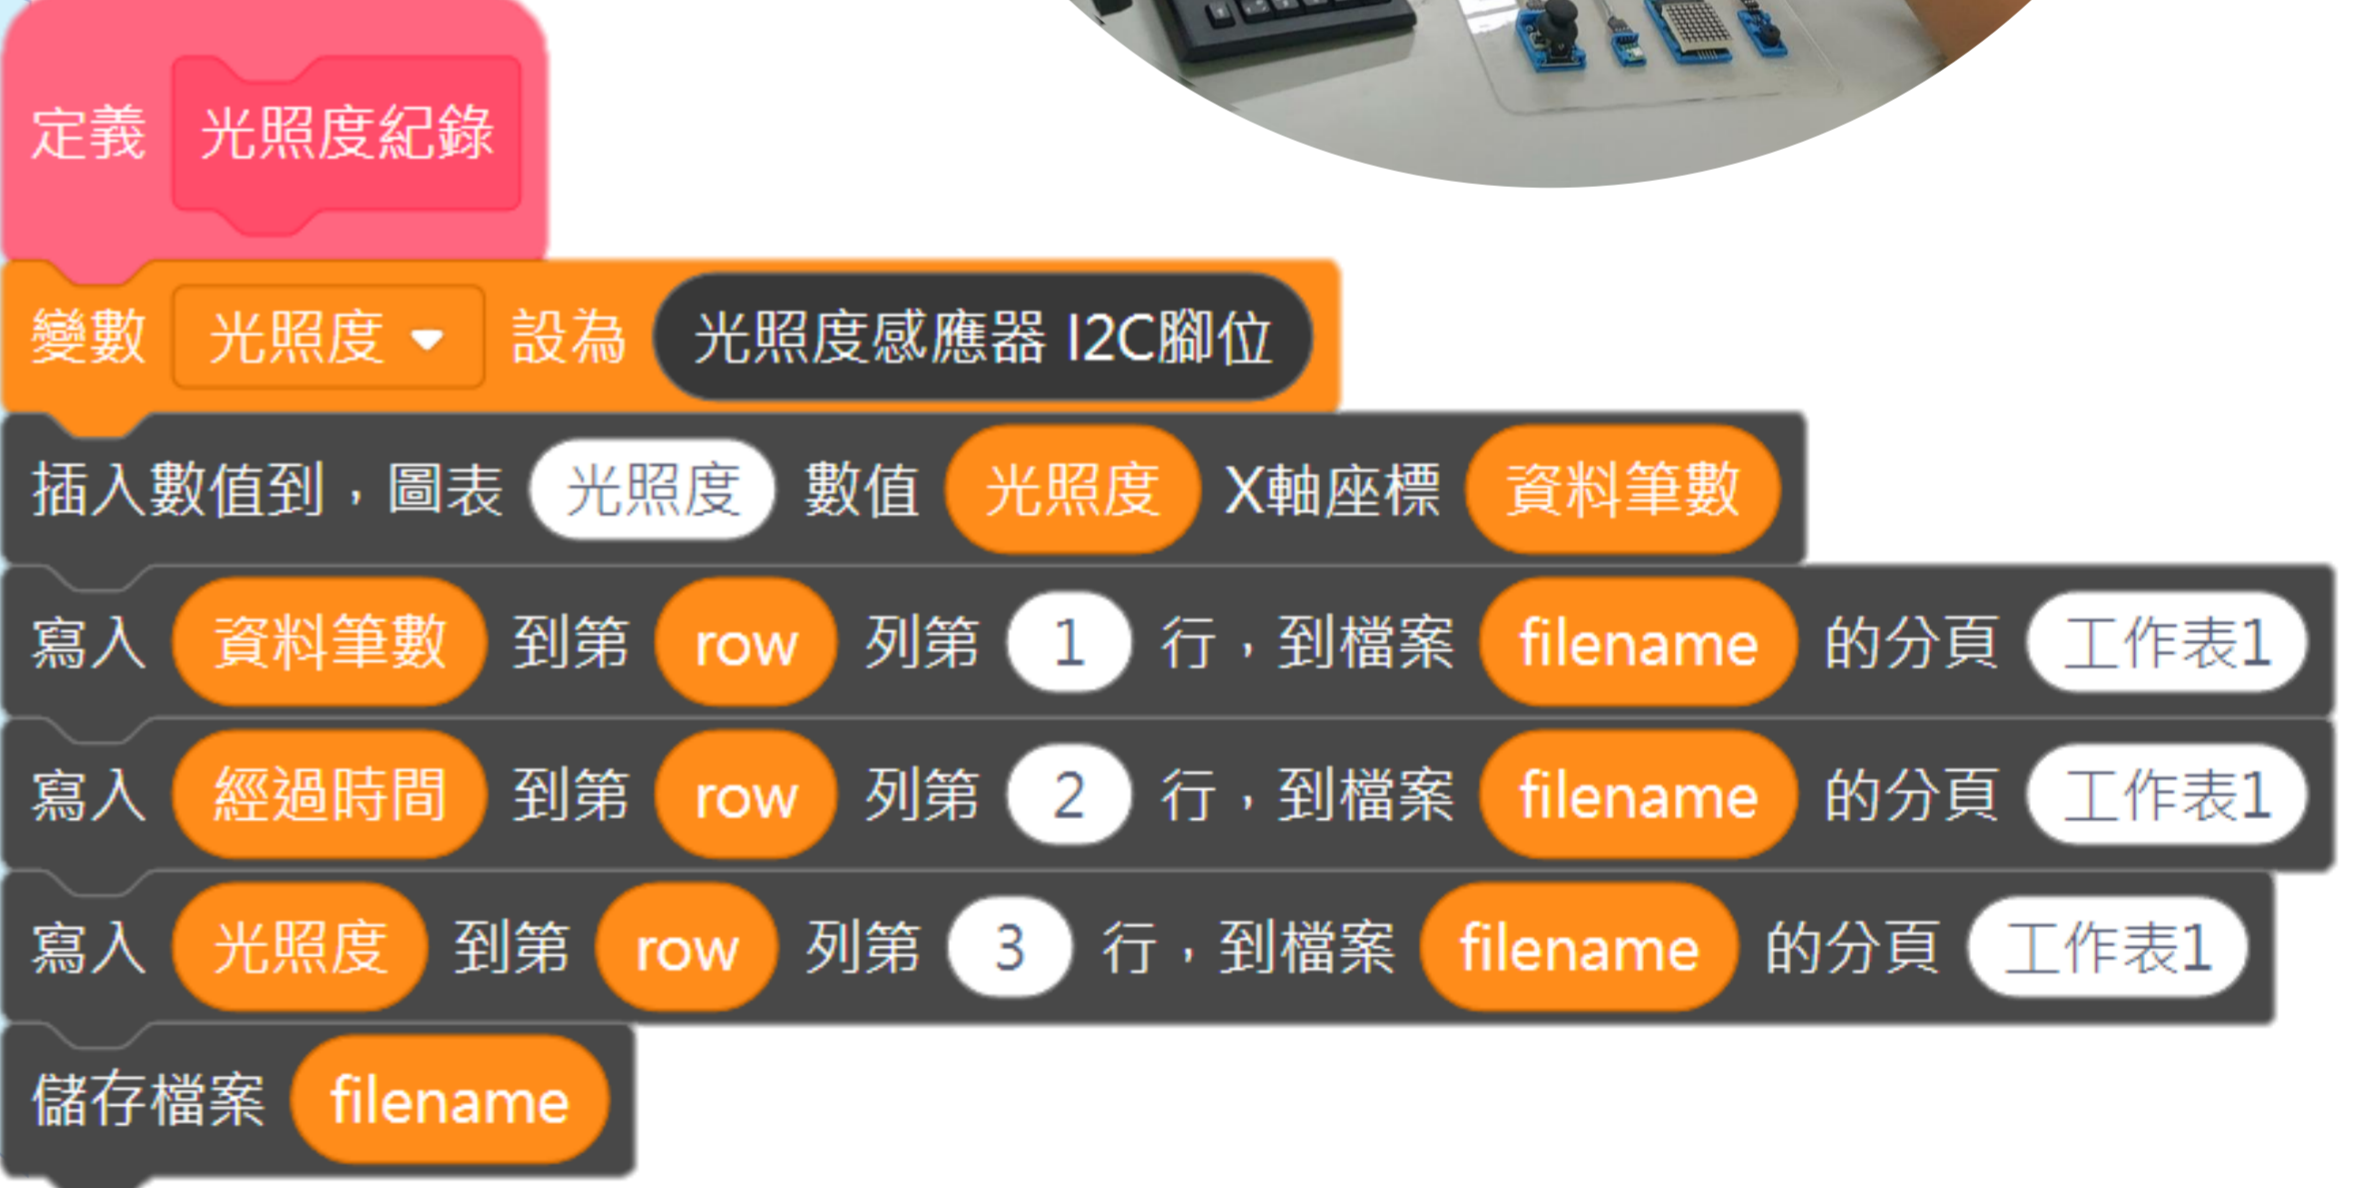 定義 光照度紀錄
變數 光照度 設為 光照度感應器 I2C腳位
插入數值到，圖表 光照度 數值 光照度 X軸座標 資料筆數
寫入 資料筆數 到第 row 列第 1 行，到檔案 filename 的分頁 工作表1
寫入 經過時間 到第 row 列第 2 行，到檔案 filename 的分頁 工作表1
寫入 光照度 到第 row 列第 3 行，到檔案 filename 的分頁 工作表1
儲存檔案 filename